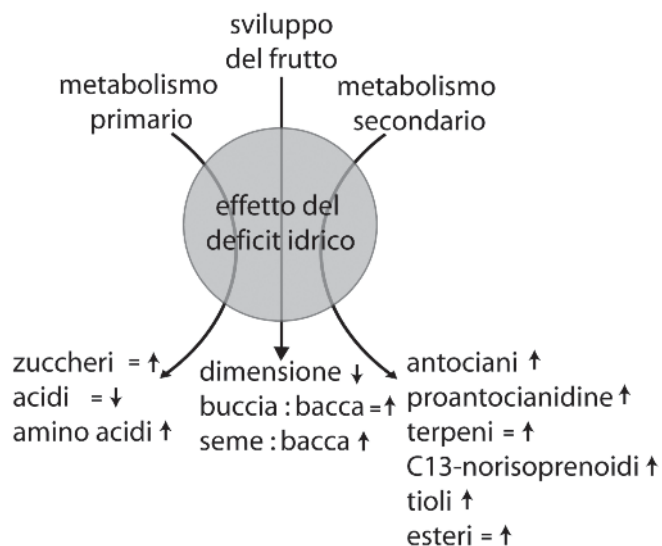 sviluppo
del frutto
metabolismo
primario
metabolismo
secondario
effetto del
deficit idrico
zuccheri = ↑
acidi = ↓
amino acidi ↑
dimensione ↓
buccia : bacca = ↑
seme : bacca ↑
antociani ↑
proantocianidine ↑
terpeni = ↑
C13-norisoprenoidi ↑
tioli ↑
esteri = ↑